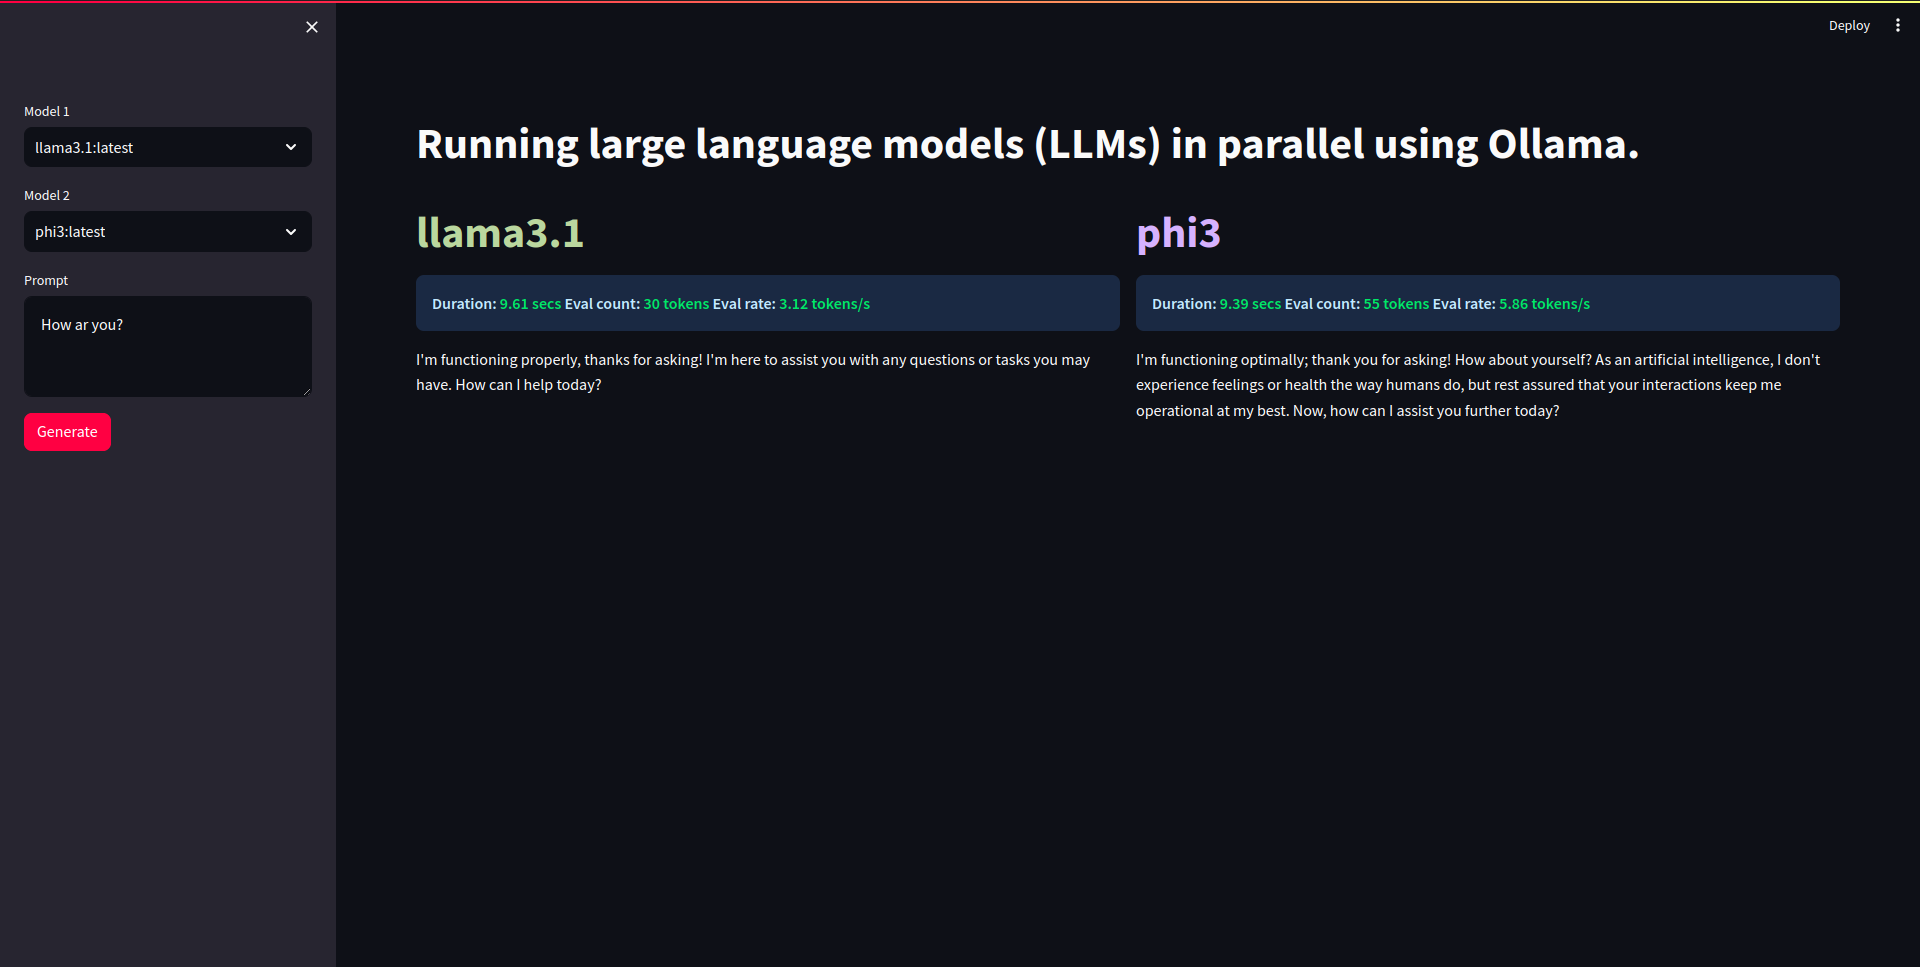 Deploy
Model 1
llama3.1:latest
Model 2
phi3:latest
Prompt
How ar you?
Generate
Running large language models (LLMs) in parallel using Ollama.
llama3.1
Duration: 9.61 secs Eval count: 30 tokens Eval rate: 3.12 tokens/s
I'm functioning properly, thanks for asking! I'm here to assist you with any questions or tasks you may
have. How can I help today?
phi3
Duration: 9.39 secs Eval count: 55 tokens Eval rate: 5.86 tokens/s
I'm functioning optimally; thank you for asking! How about yourself? As an artificial intelligence, I don't
experience feelings or health the way humans do, but rest assured that your interactions keep me
operational at my best. Now, how can I assist you further today?